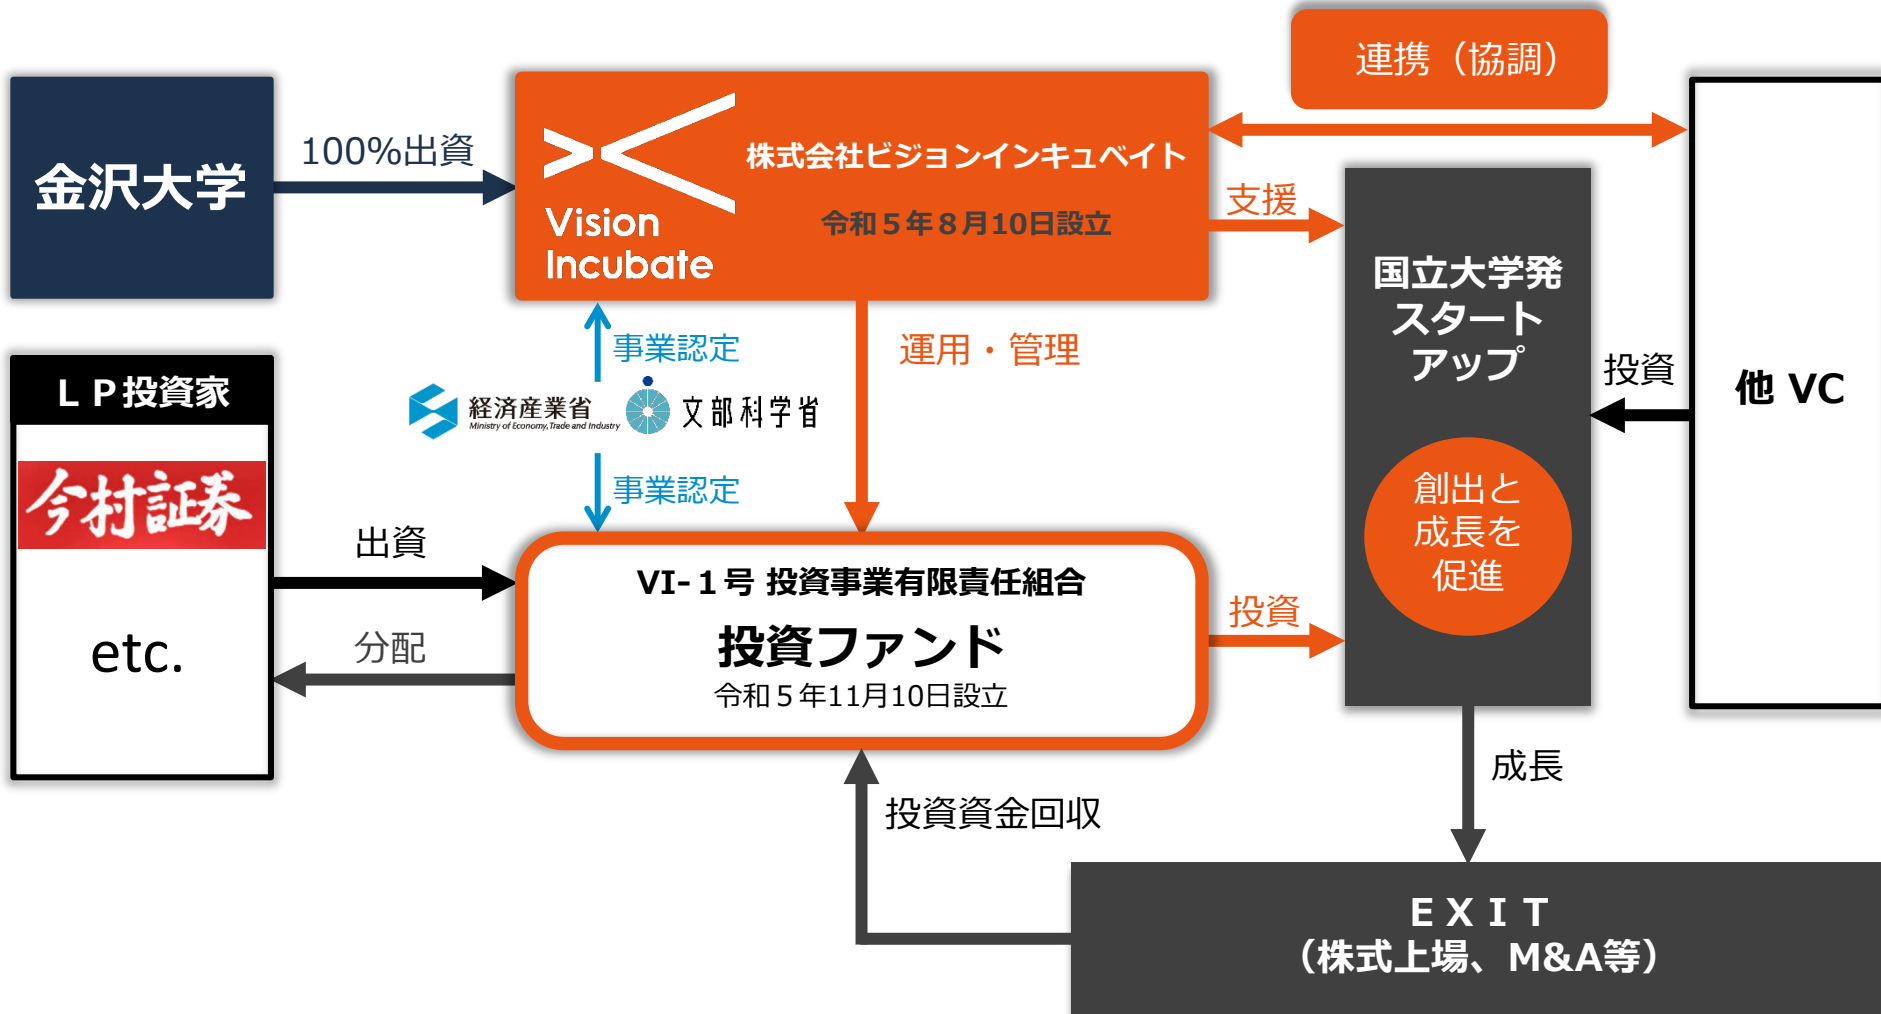 連携（協調）
金沢大学
100%出資
株式会社ビジョンインキュベイト
令和５年８月10日設立
Vision
Incubate
支援
国立大学発
スタート
アップ
創出と
成長を
促進
他 VC
投資
事業認定
運用・管理
経済産業省
Ministry of Economy, Trade and Industry
文部科学省
事業認定
ＬＰ投資家
今村証券
etc.
出資
分配
VI-１号 投資事業有限責任組合
投資ファンド
令和５年11月10日設立
投資
成長
投資資金回収
ＥＸＩＴ
（株式上場、M&A等）